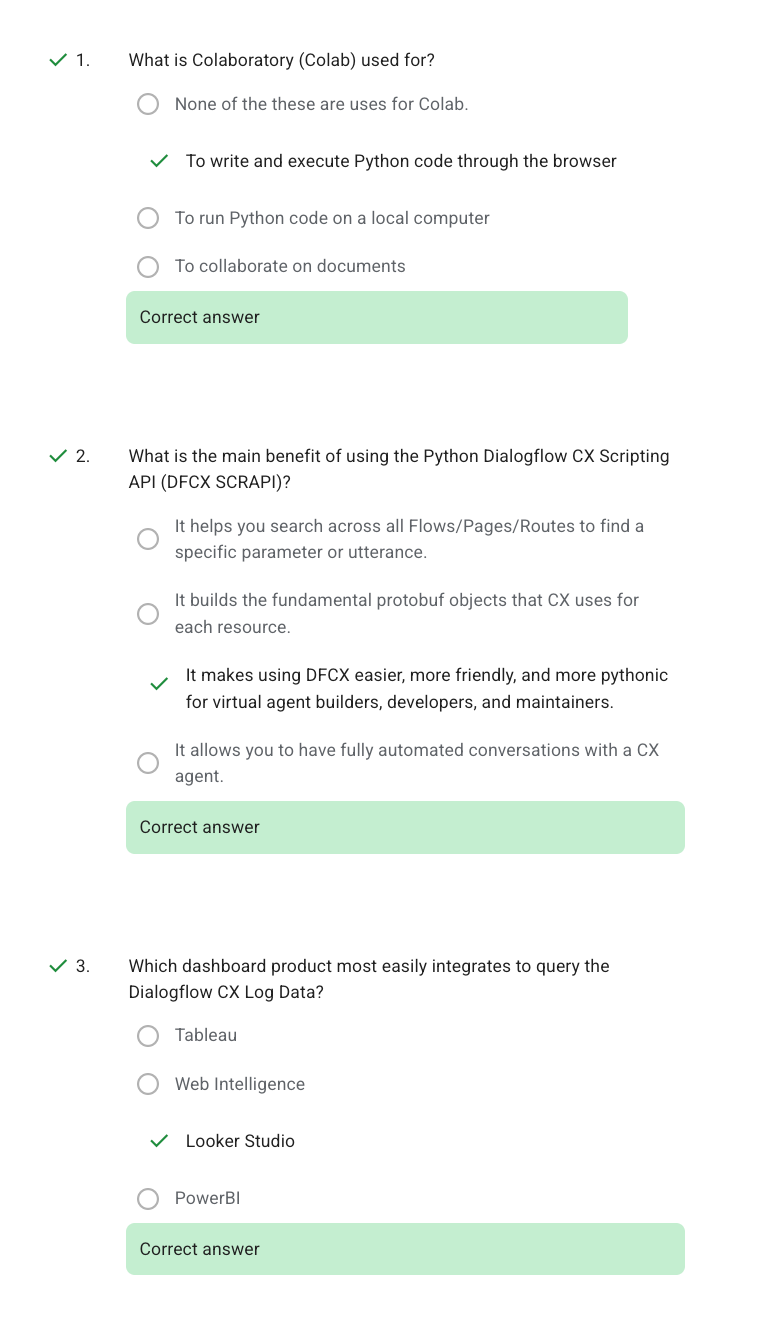 1. What is Colaboratory (Colab) used for?
None of the these are uses for Colab.
To write and execute Python code through the browser
To run Python code on a local computer
To collaborate on documents
Correct answer
2. What is the main benefit of using the Python Dialogflow CX Scripting
API (DFCX SCRAPI)?
It helps you search across all Flows/Pages/Routes to find a
specific parameter or utterance.
It builds the fundamental protobuf objects that CX uses for
each resource.
It makes using DFCX easier, more friendly, and more pythonic
for virtual agent builders, developers, and maintainers.
It allows you to have fully automated conversations with a CX
agent.
Correct answer
3. Which dashboard product most easily integrates to query the
Dialogflow CX Log Data?
Tableau
Web Intelligence
Looker Studio
PowerBI
Correct answer